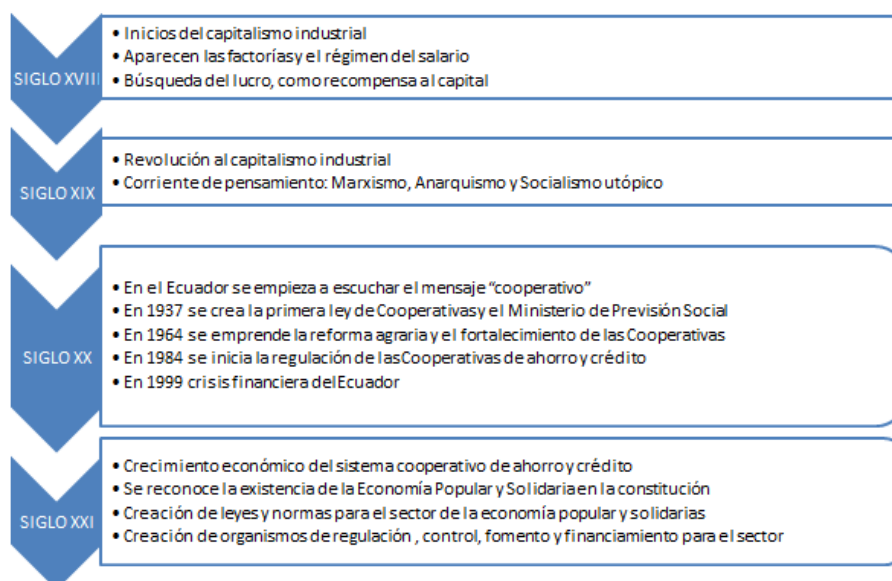 SIGLO XVIII
• Inicios del capitalismo industrial
• Aparecen las factorías y el régimen del salario
• Búsqueda del lucro, como recompensa al capital
SIGLO XIX
• Revolución al capitalismo industrial
• Corriente de pensamiento: Marxismo, Anarquismo y Socialismo utópico
SIGLO XX
• En el Ecuador se empieza a escuchar el mensaje “cooperativo”
• En 1937 se crea la primera ley de Cooperativas y el Ministerio de Previsión Social
• En 1964 se emprende la reforma agraria y el fortalecimiento de las Cooperativas
• En 1984 se inicia la regulación de las Cooperativas de ahorro y crédito
• En 1999 crisis financiera del Ecuador
SIGLO XXI
• Crecimiento económico del sistema cooperativo de ahorro y crédito
• Se reconoce la existencia de la Economía Popular y Solidaria en la constitución
• Creación de leyes y normas para el sector de la economía popular y solidarias
• Creación de organismos de regulación , control, fomento y financiamiento para el sector